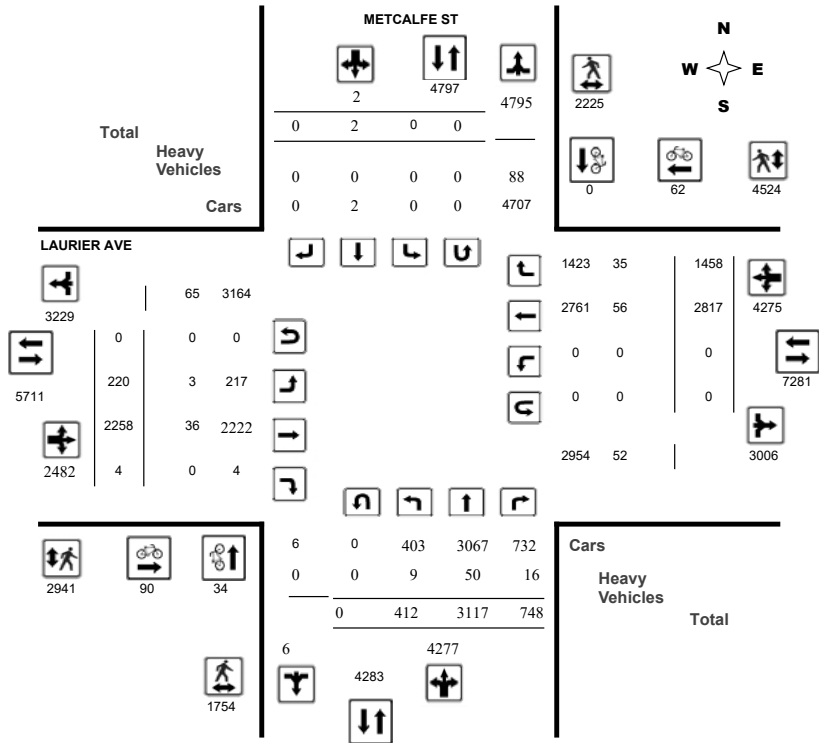 METCALFE ST
N
W E
S
2 4797 4795 2225
Total 0 2 0 0
Heavy
Vehicles 0 0 0 0 88
Cars 0 2 0 0 4707
0 62 4524
LAURIER AVE
3229 65 3164
0 0 0
5711 220 3 217
2258 36 2222
2482 4 0 4
1423 35 1458
2761 56 2817 4275
0 0 0
0 0 0 7281
2954 52 3006
2941 90 34
1754
6 0 403 3067 732 Cars
0 0 9 50 16 Heavy
Vehicles
0 412 3117 748 Total
6 4283 4277